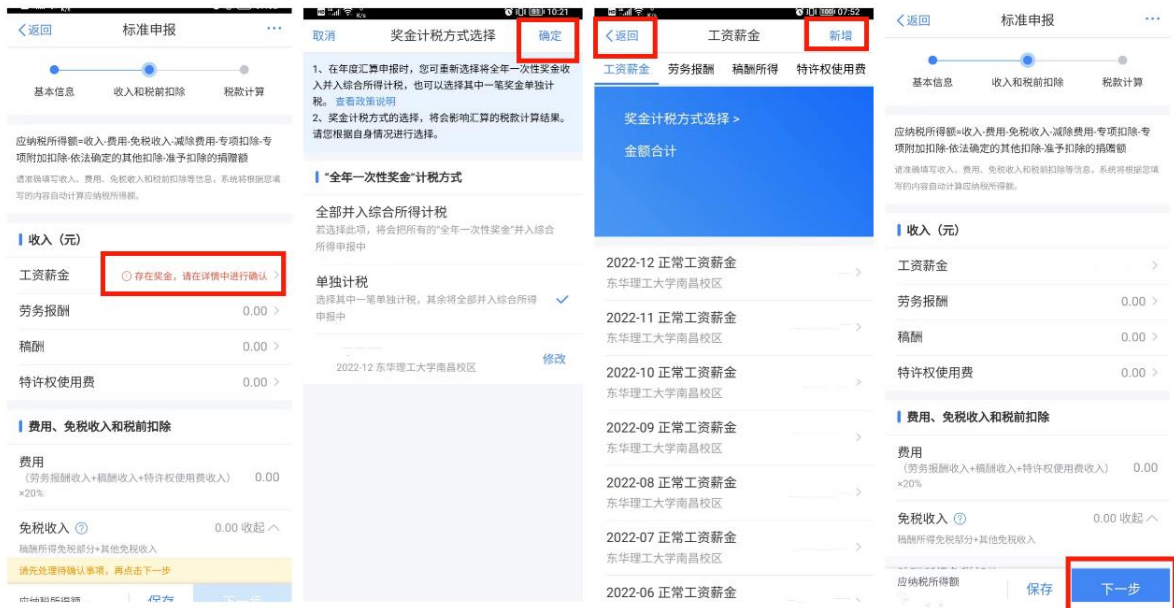 <返回
标准申报
...
基本信息
收入和税前扣除
税款计算
应纳税所得额=收入-费用-免税收入-减除费用-专项扣除-专
项附加扣除-依法确定的其他扣除-准予扣除的捐赠额
请准确填写收入、费用、免税收入和税前扣除等信息，系统将根据您填
写的内容自动计算应纳税所得额。
收入（元）
工资薪金
存在奖金，请在详情中进行确认 >
劳务报酬
0.00 >
稿酬
0.00 >
特许权使用费
0.00 >
费用、免税收入和税前扣除
费用
（劳务报酬收入+稿酬收入+特许权使用费收入）
×20%
0.00
免税收入
0.00 收起
稿酬所得免税部分+其他免税收入
请先处理待确认事项，再点击下一步
应纳税所得额
保存
下一步
10:21
取消
奖金计税方式选择
确定
1、在年度汇算申报时，您可重新选择将全年一次性奖金收
入并入综合所得计税，也可以选择其中一笔奖金单独计
税。 查看政策说明
2、奖金计税方式的选择，将会影响汇算的税款计算结果。
请您根据自身情况进行选择。
“全年一次性奖金”计税方式
全部并入综合所得计税
若选择此项，将会把所有的“全年一次性奖金”并入综合
所得申报中
单独计税
选择其中一笔单独计税，其余将全部并入综合所得
申报中
2022-12 东华理工大学南昌校区
修改
100 07:52
<返回
工资薪金
新增
工资薪金
劳务报酬
稿酬所得
特许权使用费
奖金计税方式选择 >
金额合计
2022-12 正常工资薪金
东华理工大学南昌校区
2022-11 正常工资薪金
东华理工大学南昌校区
2022-10 正常工资薪金
东华理工大学南昌校区
2022-09 正常工资薪金
东华理工大学南昌校区
2022-08 正常工资薪金
东华理工大学南昌校区
2022-07 正常工资薪金
东华理工大学南昌校区
2022-06 正常工资薪金
<返回
标准申报
...
基本信息
收入和税前扣除
税款计算
应纳税所得额=收入-费用-免税收入-减除费用-专项扣除-专
项附加扣除-依法确定的其他扣除-准予扣除的捐赠额
请准确填写收入、费用、免税收入和税前扣除等信息，系统将根据您填
写的内容自动计算应纳税所得额。
收入（元）
工资薪金
劳务报酬
0.00 >
稿酬
0.00 >
特许权使用费
0.00 >
费用、免税收入和税前扣除
费用
（劳务报酬收入+稿酬收入+特许权使用费收入）
×20%
0.00
免税收入
0.00 收起
稿酬所得免税部分+其他免税收入
应纳税所得额
保存
下一步